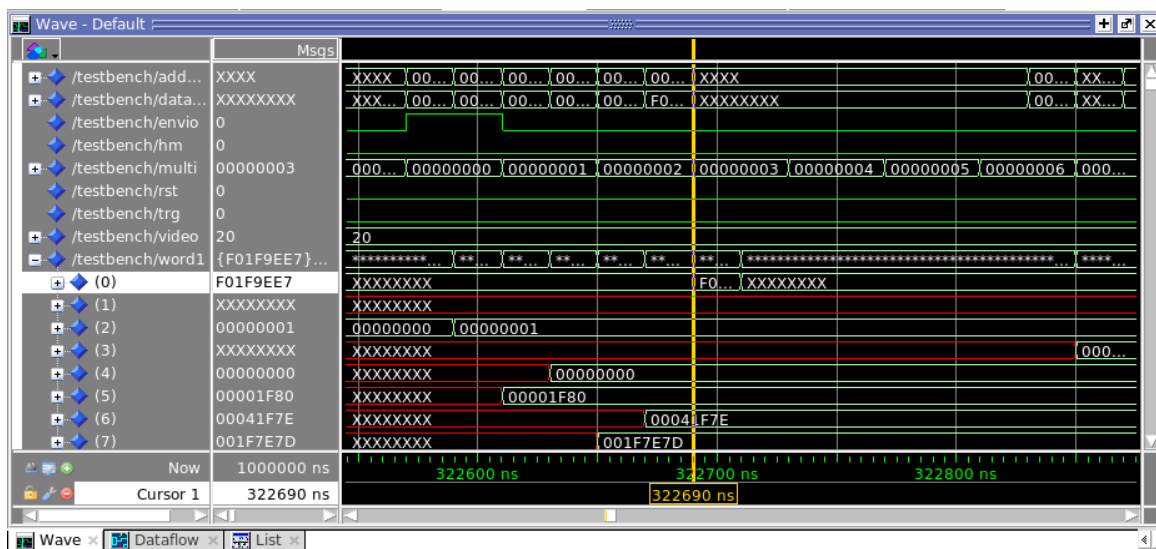 Wave - Default
Msgs
/testbench/add... XXXX XXXX 00... 00... 00... 00... 00... 00... XXXX 00... XX...
/testbench/data... XXXXXXXX XXX... 00... 00... 00... 00... 00... F0... XXXXXXXX 00... XX...
/testbench/envio 0
/testbench/hm 0
/testbench/multi 00000003 000... 00000000 00000001 00000002 00000003 00000004 00000005 00000006 000...
/testbench/rst 0
/testbench/trg 0
/testbench/video 20 20
/testbench/word1 {F01F9EE7}... **********... **... **... **... **... **... **... ******************************************... ****...
(0) F01F9EE7 XXXXXXXX F0... XXXXXXXX
(1) XXXXXXXX XXXXXXXX
(2) 00000001 00000000 00000001
(3) XXXXXXXX XXXXXXXX 000...
(4) 00000000 XXXXXXXX 00000000
(5) 00001F80 XXXXXXXX 00001F80
(6) 00041F7E XXXXXXXX 00041F7E
(7) 001F7E7D XXXXXXXX 001F7E7D
Now 1000000 ns 322600 ns 322700 ns 322800 ns
Cursor 1 322690 ns 322690 ns
Wave Dataflow List